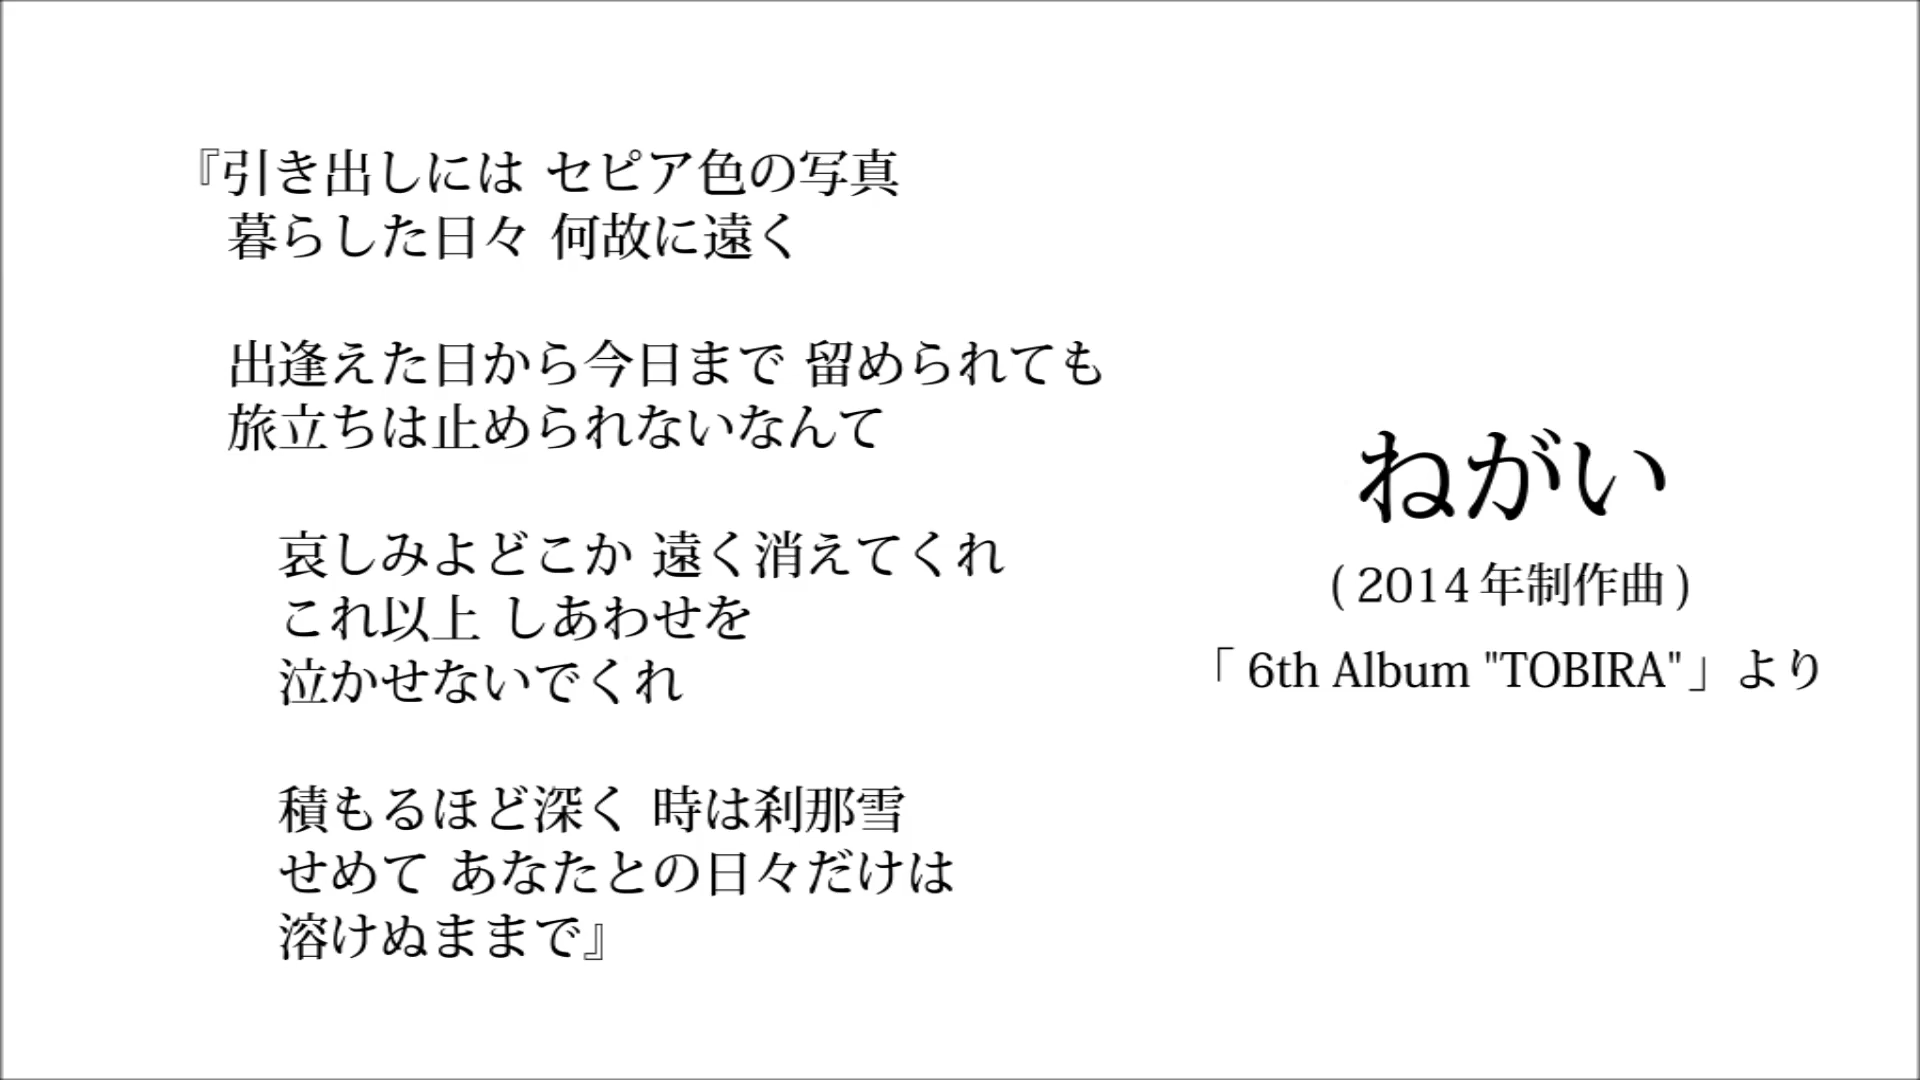 『引き出しには セピア色の写真
暮らした日々 何故に遠く
出逢えた日から今日まで 留められても
旅立ちは止められないなんて
哀しみよどこか 遠く消えてくれ
これ以上 しあわせを
泣かせないでくれ
積もるほど深く 時は刹那雪
せめて あなたとの日々だけは
溶けぬままで』
ねがい
(2014年制作曲)
「6th Album "TOBIRA"」より